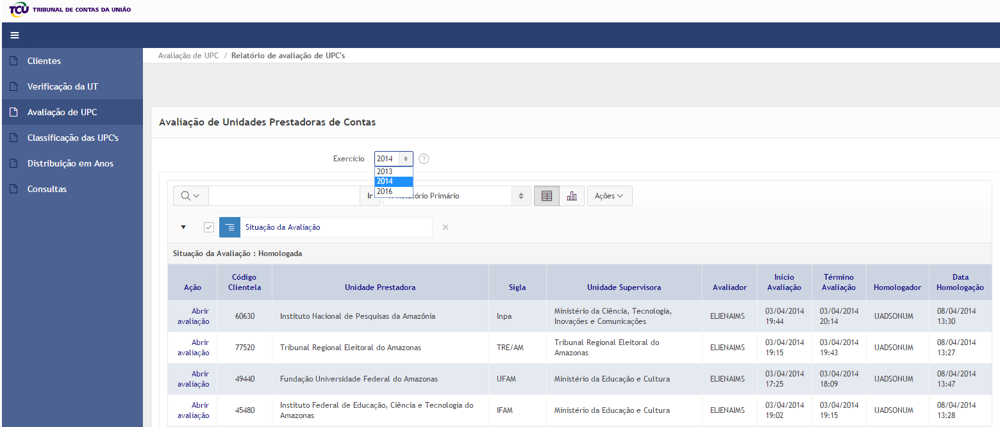 TCU TRIBUNAL DE CONTAS DA UNIÃO
Clientes
Verificação da UT
Avaliação de UPC
Classificação das UPC's
Distribuição em Anos
Consultas
Avaliação de UPC / Relatório de avaliação de UPC's
Avaliação de Unidades Prestadoras de Contas
Exercício 2014 ?
2013
2014
2016
Relatório Primário Ações
Situação da Avaliação
Situação da Avaliação : Homologada
Ação Código Clientela Unidade Prestadora Sigla Unidade Supervisora Avaliador Início Avaliação Término Avaliação Homologador Data Homologação
Abrir avaliação 60630 Instituto Nacional de Pesquisas da Amazônia Inpa Ministério da Ciência, Tecnologia, Inovações e Comunicações ELIENAIMS 03/04/2014 19:44 03/04/2014 20:14 UADSONUM 08/04/2014 13:30
Abrir avaliação 77520 Tribunal Regional Eleitoral do Amazonas TRE/AM Tribunal Regional Eleitoral do Amazonas ELIENAIMS 03/04/2014 19:15 03/04/2014 19:43 UADSONUM 08/04/2014 13:27
Abrir avaliação 49440 Fundação Universidade Federal do Amazonas UFAM Ministério da Educação e Cultura ELIENAIMS 03/04/2014 17:25 03/04/2014 18:09 UADSONUM 08/04/2014 13:47
Abrir avaliação 45480 Instituto Federal de Educação, Ciência e Tecnologia do Amazonas IFAM Ministério da Educação e Cultura ELIENAIMS 03/04/2014 19:02 03/04/2014 19:15 UADSONUM 08/04/2014 13:28